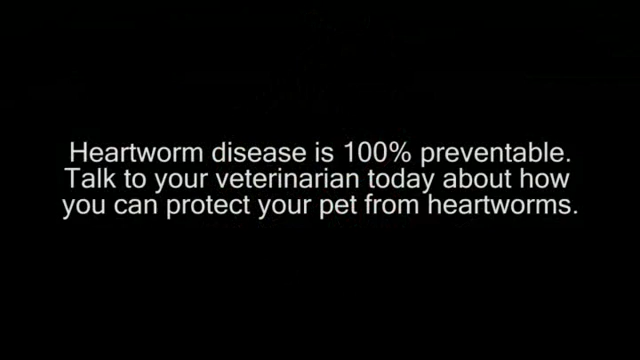 Heartworm disease is 100% preventable.
Talk to your veterinarian today about how
you can protect your pet from heartworms.